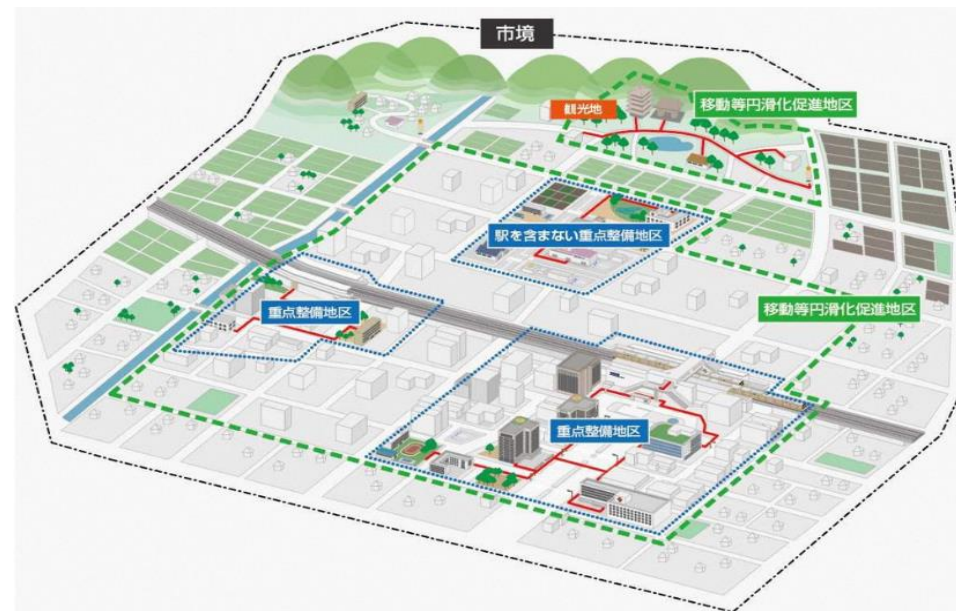 市境
観光地
移動等円滑化促進地区
駅を含まない重点整備地区
重点整備地区
移動等円滑化促進地区
重点整備地区